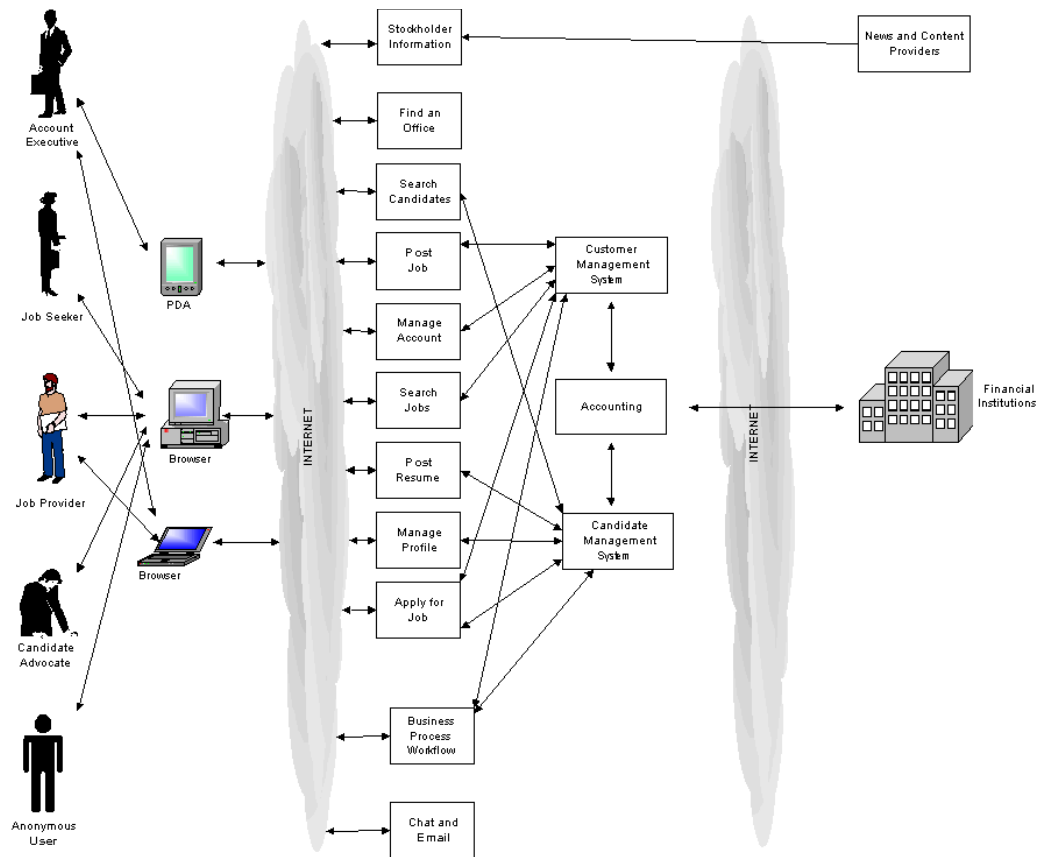 Stockholder
Information
News and Content
Providers
Account
Executive
Find an
Office
Search
Candidates
Job Seeker
PDA
Post
Job
Customer
Management
System
Manage
Account
INTERNET
INTERNET
Search
Jobs
Accounting
Financial
Institutions
Job Provider
Browser
Post
Resume
Manage
Profile
Candidate
Management
System
Browser
Apply for
Job
Candidate
Advocate
Business
Process
Workflow
Anonymous
User
Chat and
Email